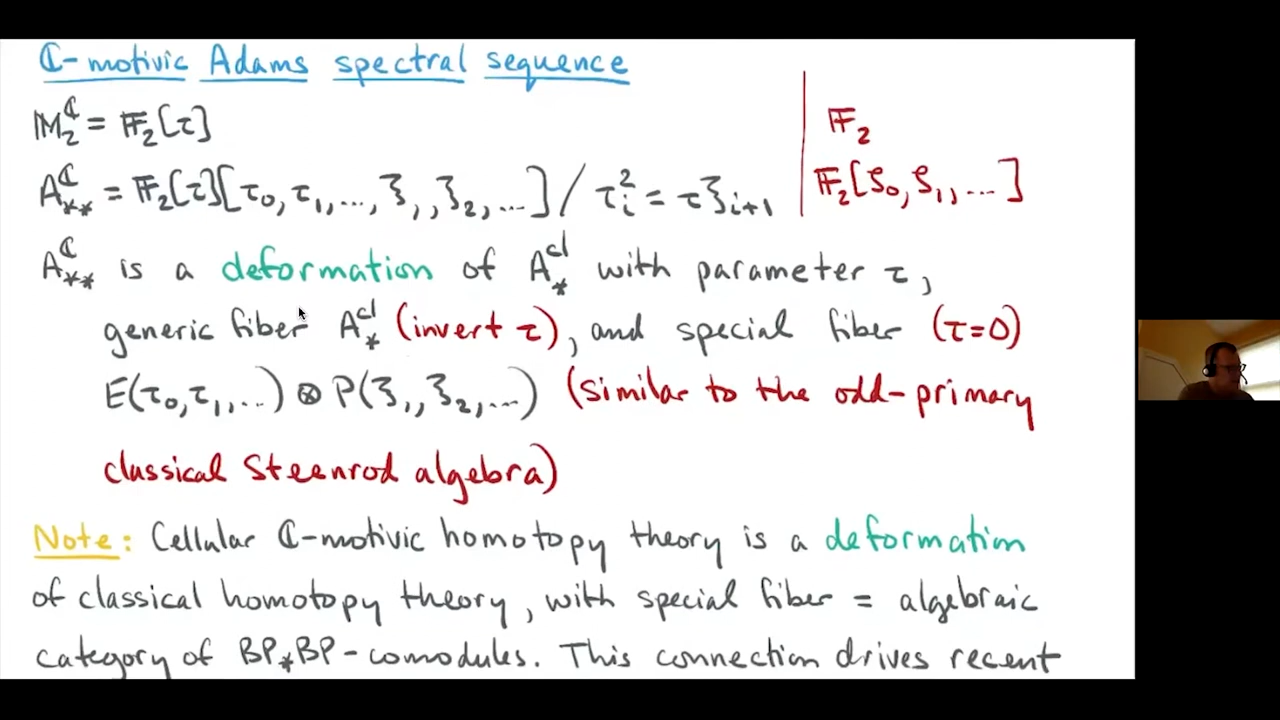 ℂ-motivic Adams spectral sequence
𝕄₂^ℂ = 𝔽₂[τ]
𝔽₂
A_**^ℂ = 𝔽₂[τ][τ₀, τ₁, ..., ξ₁, ξ₂, ...] / τᵢ² = τξᵢ₊₁
𝔽₂[ζ₀, ζ₁, ...]
A_**^ℂ is a deformation of A_*^cl with parameter τ,
generic fiber A_*^cl (invert τ), and special fiber (τ=0)
E(τ₀, τ₁, ...) ⊗ P(ξ₁, ξ₂, ...) (similar to the odd-primary
classical Steenrod algebra)
Note: Cellular ℂ-motivic homotopy theory is a deformation
of classical homotopy theory, with special fiber = algebraic
category of BP_*BP-comodules. This connection drives recent